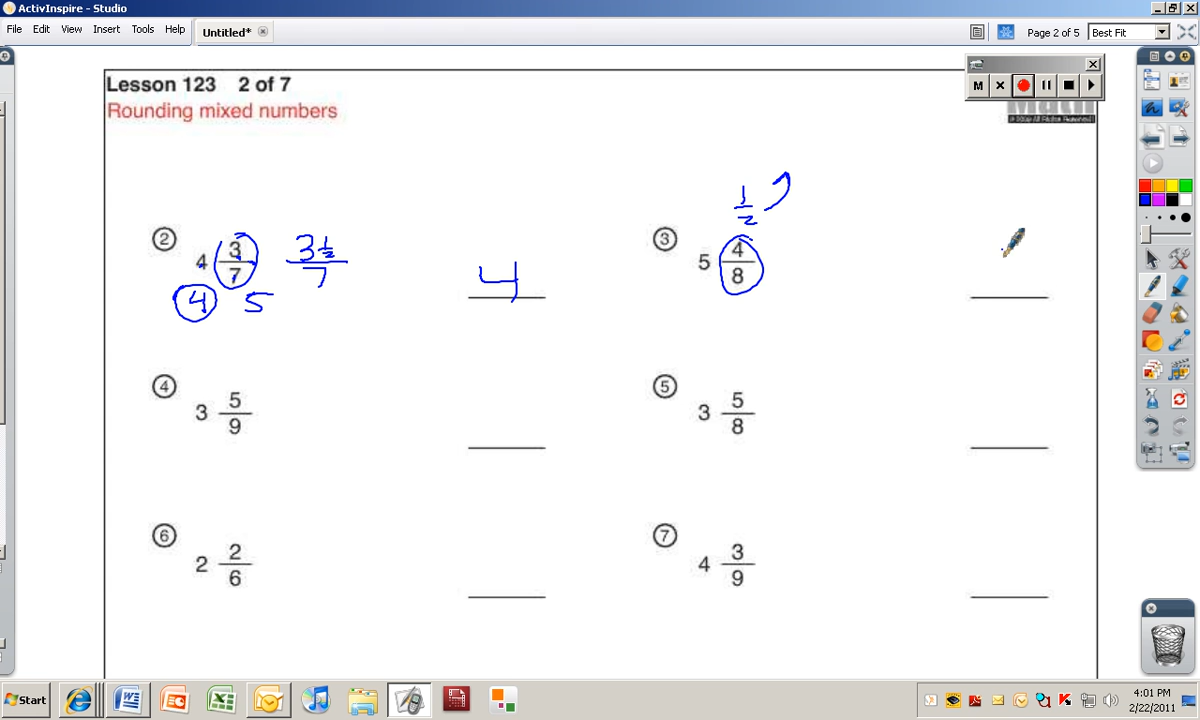 ActivInspire - Studio
File Edit View Insert Tools Help Untitled* Page 2 of 5 Best Fit
Lesson 123 2 of 7
Rounding mixed numbers
M
Math
1/2
② 4 3/7 3 1/2 / 7 4
4 5
③ 5 4/8
④ 3 5/9
⑤ 3 5/8
⑥ 2 2/6
⑦ 4 3/9
Start
4:01 PM
2/22/2011